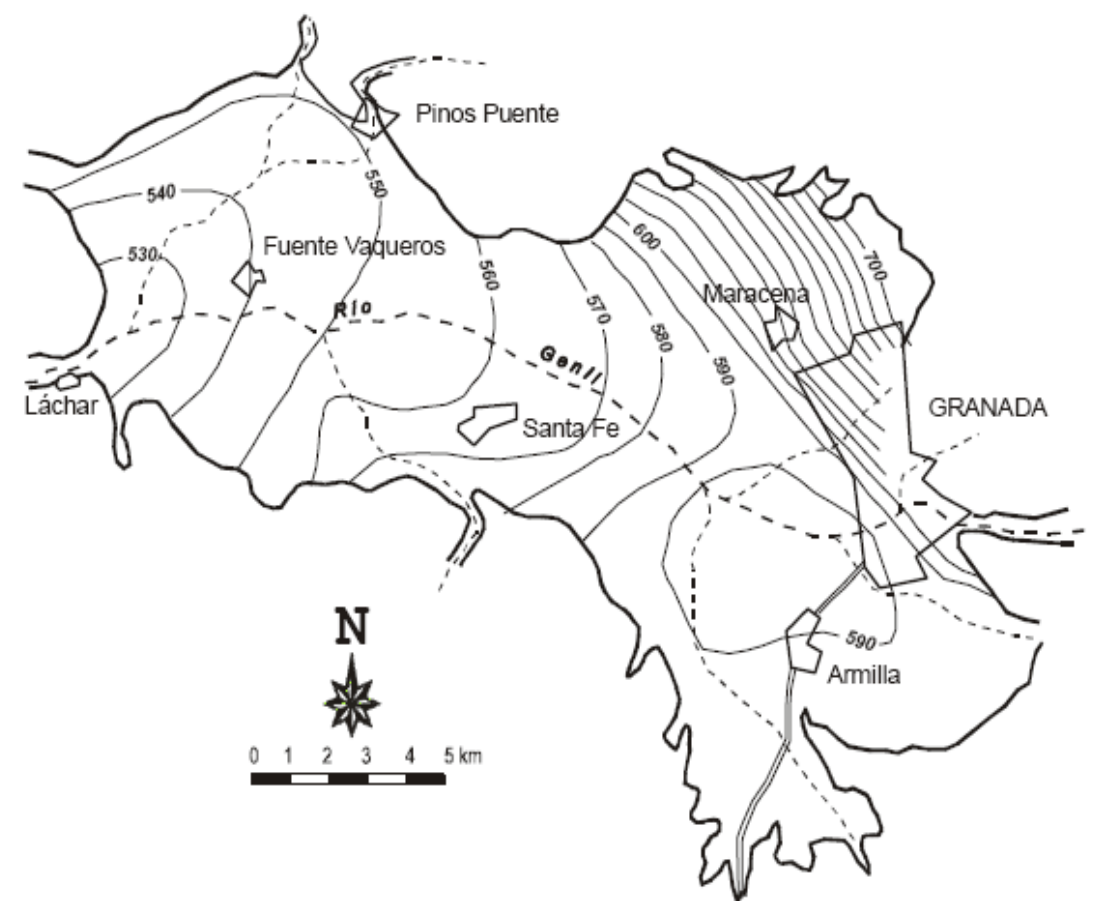 Pinos Puente
550
540
Fuente Vaqueros
530
560
600
700
Maracena
Río
570
Genil
580
590
Láchar
Santa Fe
GRANADA
590
Armilla
N
0 1 2 3 4 5 km